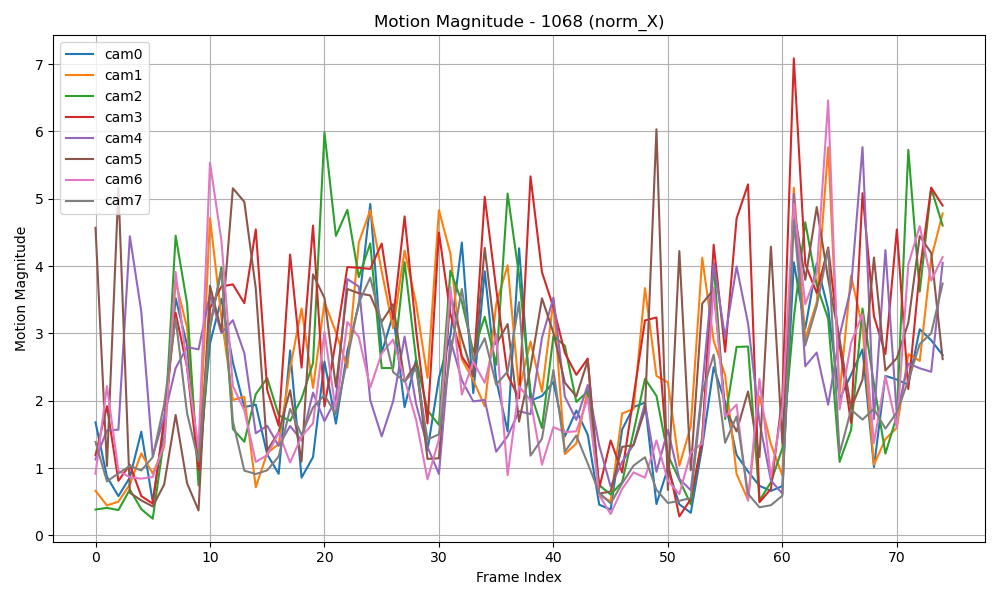 Motion Magnitude - 1068 (norm_X)
Motion Magnitude
7
6
5
4
3
2
1
0
cam0
cam1
cam2
cam3
cam4
cam5
cam6
cam7
0 10 20 30 40 50 60 70
Frame Index